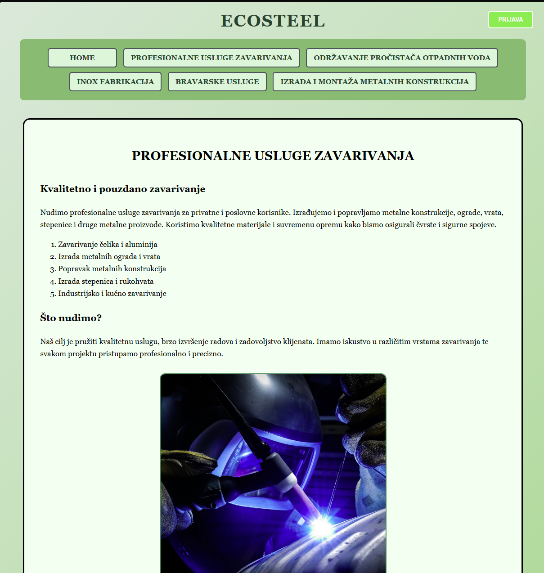 ECOSTEEL
PRIJAVA
HOME
PROFESIONALNE USLUGE ZAVARIVANJA
ODRŽAVANJE PROČISTAČA OTPADNIH VODA
INOX FABRIKACIJA
BRAVARSKE USLUGE
IZRADA I MONTAŽA METALNIH KONSTRUKCIJA
PROFESIONALNE USLUGE ZAVARIVANJA
Kvalitetno i pouzdano zavarivanje
Nudimo profesionalne usluge zavarivanja za privatne i poslovne korisnike. Izrađujemo i popravljamo metalne konstrukcije, ograde, vrata,
stepenice i druge metalne proizvode. Koristimo kvalitetne materijale i suvremenu opremu kako bismo osigurali čvrste i sigurne spojeve.
1. Zavarivanje čelika i aluminija
2. Izrada metalnih ograda i vrata
3. Popravak metalnih konstrukcija
4. Izrada stepenica i rukohvata
5. Industrijsko i kućno zavarivanje
Što nudimo?
Naš cilj je pružiti kvalitetnu uslugu, brzo izvršenje radova i zadovoljstvo klijenata. Imamo iskustvo u različitim vrstama zavarivanja te
svakom projektu pristupamo profesionalno i precizno.